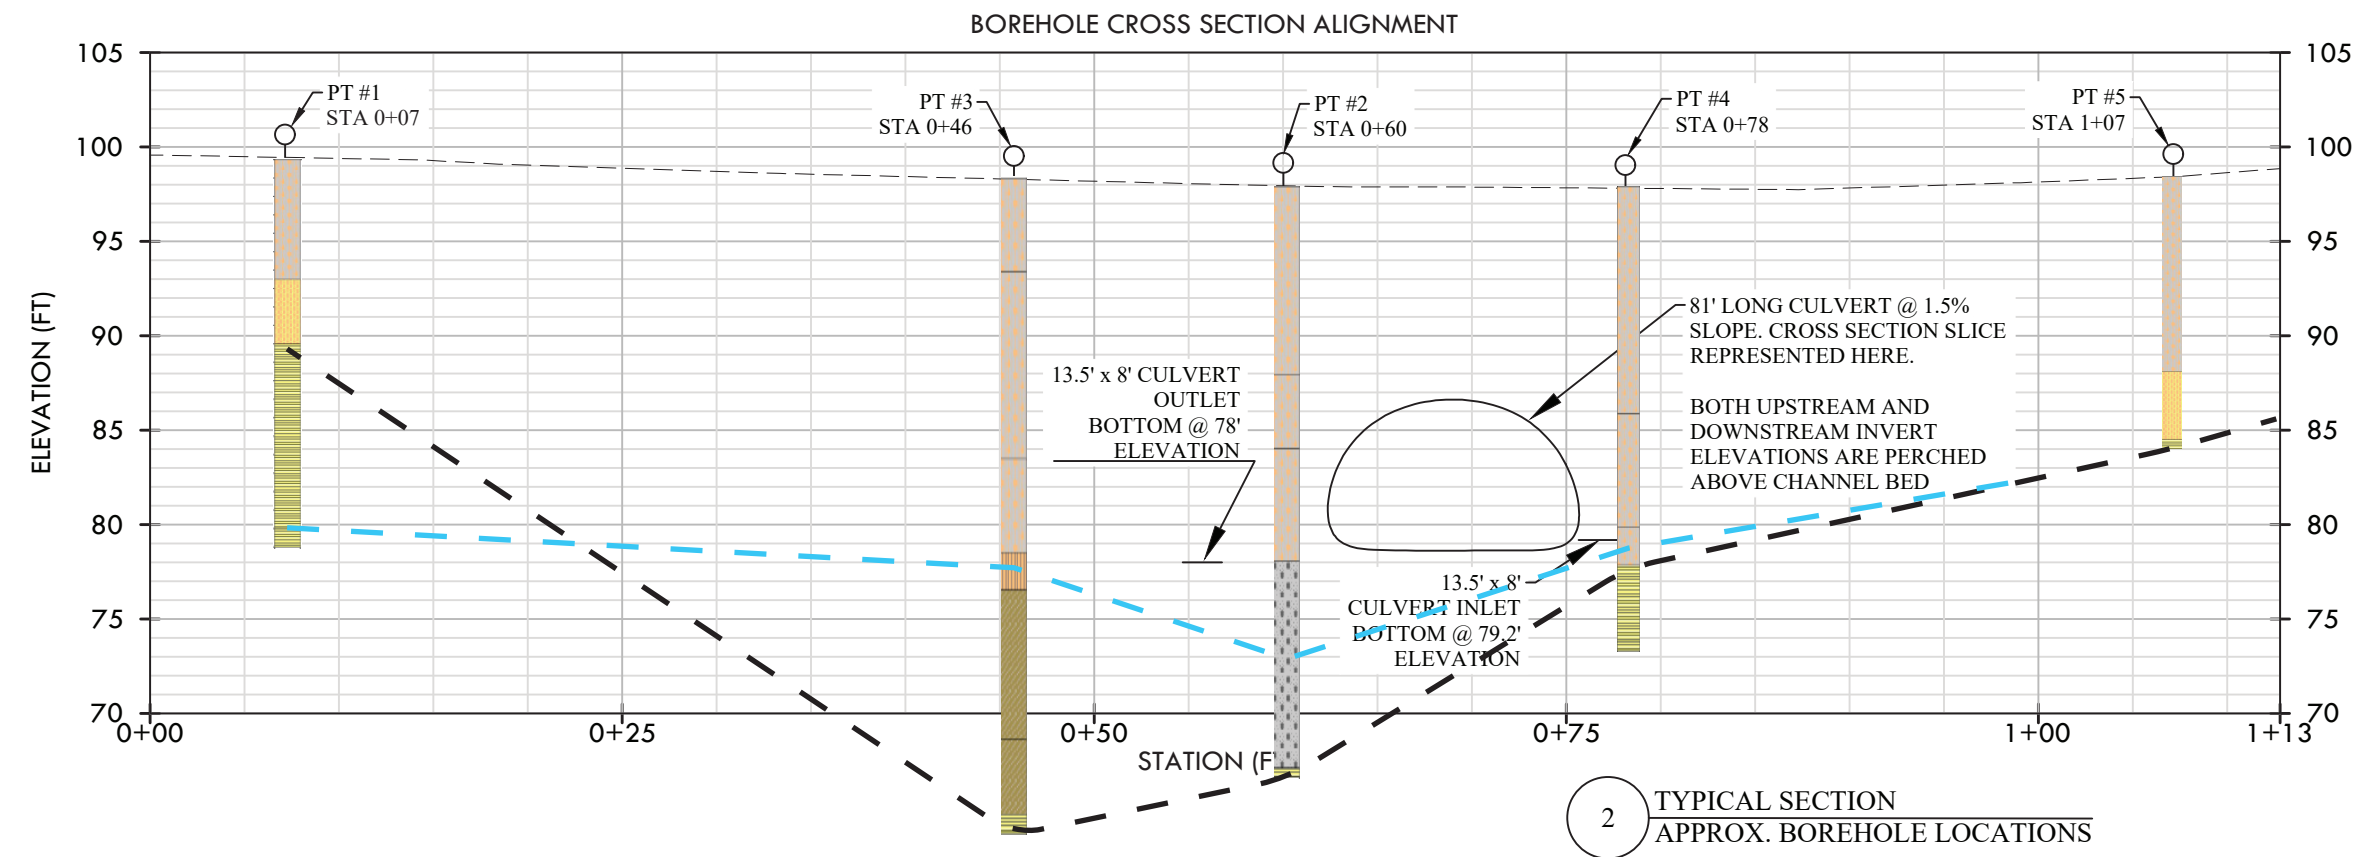 BOREHOLE CROSS SECTION ALIGNMENT
105
105
PT #1
STA 0+07
PT #3
STA 0+46
PT #2
STA 0+60
PT #4
STA 0+78
PT #5
STA 1+07
100
100
95
95
ELEVATION (FT)
90
90
81' LONG CULVERT @ 1.5%
SLOPE. CROSS SECTION SLICE
REPRESENTED HERE.
BOTH UPSTREAM AND
DOWNSTREAM INVERT
ELEVATIONS ARE PERCHED
ABOVE CHANNEL BED
13.5' x 8' CULVERT
OUTLET
BOTTOM @ 78'
ELEVATION
85
85
80
80
13.5' x 8'
CULVERT INLET
BOTTOM @ 79.2'
ELEVATION
75
75
70
70
0+00
0+25
0+50
0+75
1+00
1+13
STATION (F
2
TYPICAL SECTION
APPROX. BOREHOLE LOCATIONS